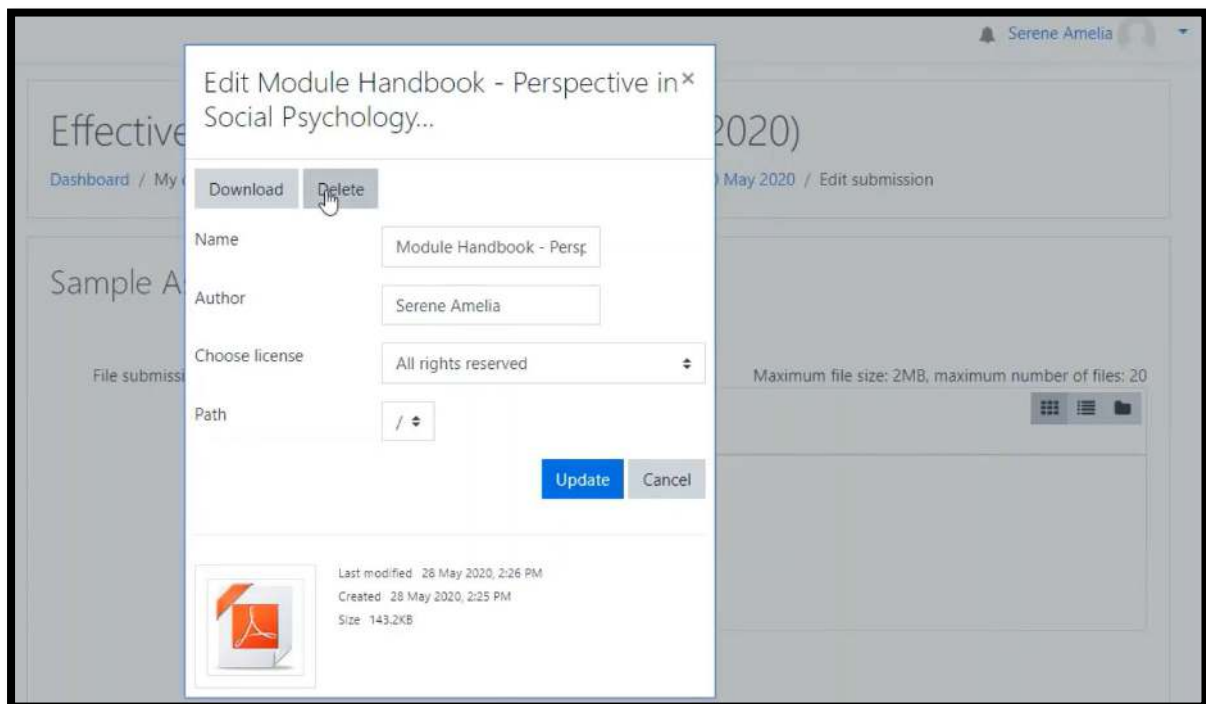 Serene Amelia
Edit Module Handbook - Perspective in ×
Social Psychology...
Effective
2020)
Dashboard / My
May 2020 / Edit submission
Download Delete
Name Module Handbook - Persp
Sample A
Author Serene Amelia
Choose license All rights reserved
File submissi
Maximum file size: 2MB, maximum number of files: 20
Path /
Update Cancel
Last modified 28 May 2020, 2:26 PM
Created 28 May 2020, 2:25 PM
Size 143.2KB